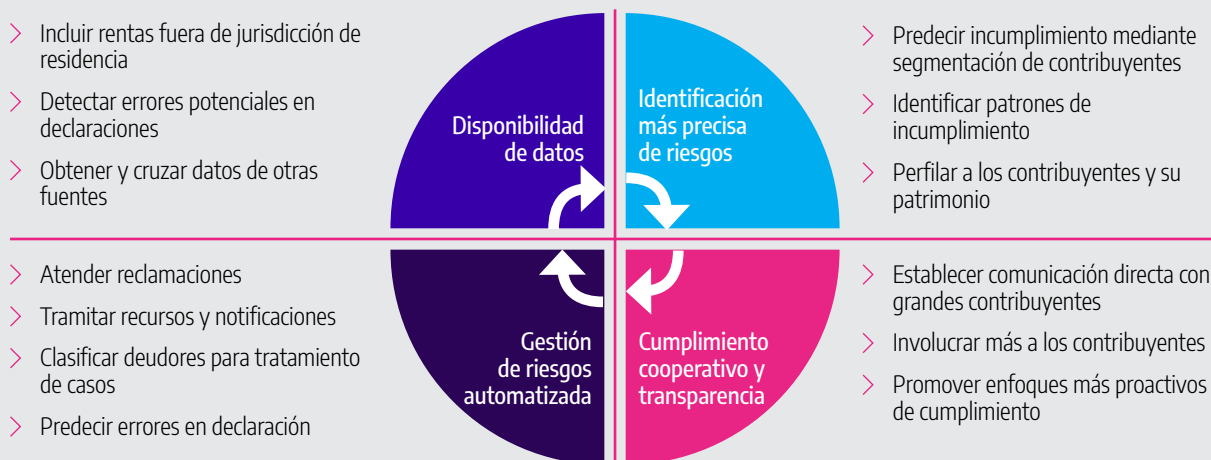 Incluir rentas fuera de jurisdicción de
residencia
Detectar errores potenciales en
declaraciones
Obtener y cruzar datos de otras
fuentes
Disponibilidad
de datos
Identificación
más precisa
de riesgos
Predecir incumplimiento mediante
segmentación de contribuyentes
Identificar patrones de
incumplimiento
Perfilar a los contribuyentes y su
patrimonio
Atender reclamaciones
Tramitar recursos y notificaciones
Clasificar deudores para tratamiento
de casos
Predecir errores en declaración
Gestión
de riesgos
automatizada
Cumplimiento
cooperativo y
transparencia
Establecer comunicación directa con
grandes contribuyentes
Involucrar más a los contribuyentes
Promover enfoques más proactivos
de cumplimiento